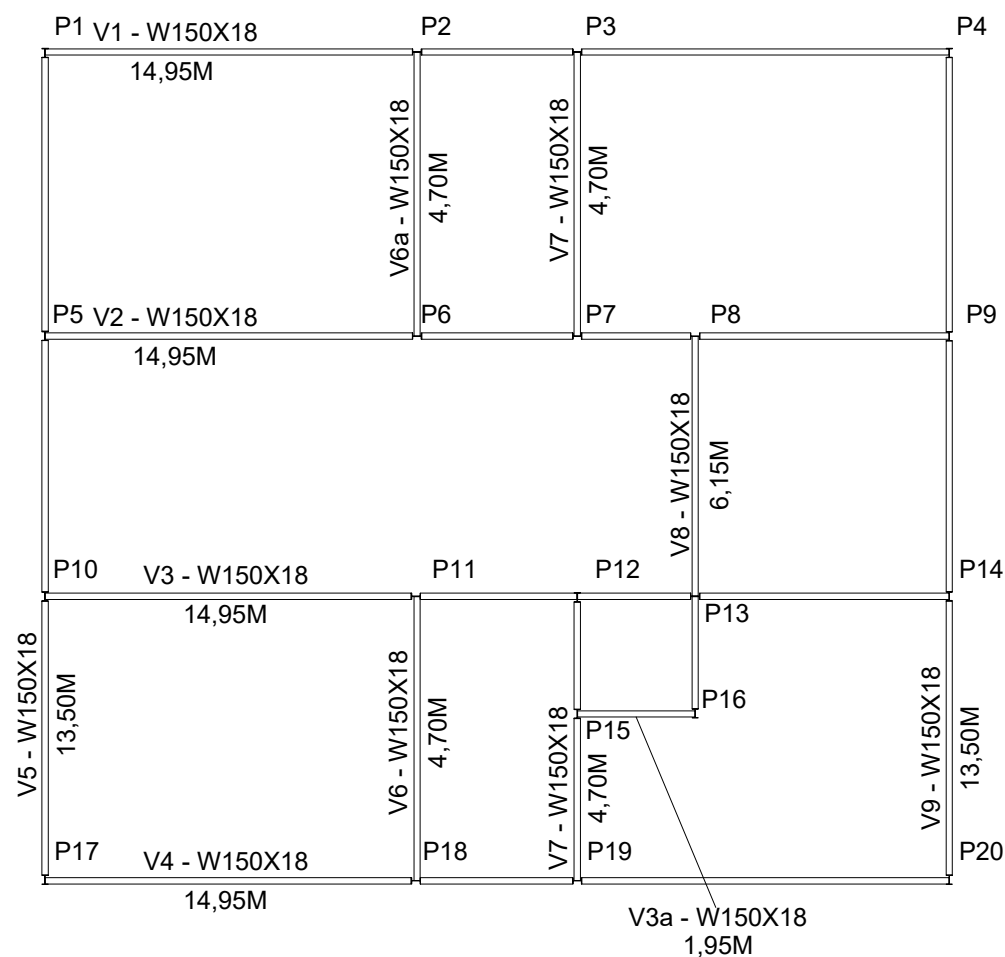 P1
V1 - W150X18
P2
P3
P4
14,95M
V6a - W150X18
4,70M
V7 - W150X18
4,70M
P5
V2 - W150X18
P6
P7
P8
P9
14,95M
V8 - W150X18
6,15M
P10
V3 - W150X18
P11
P12
P14
14,95M
P13
V5 - W150X18
13,50M
V6 - W150X18
4,70M
V7 - W150X18
4,70M
P15
P16
V9 - W150X18
13,50M
P17
V4 - W150X18
P18
P19
P20
14,95M
V3a - W150X18
1,95M